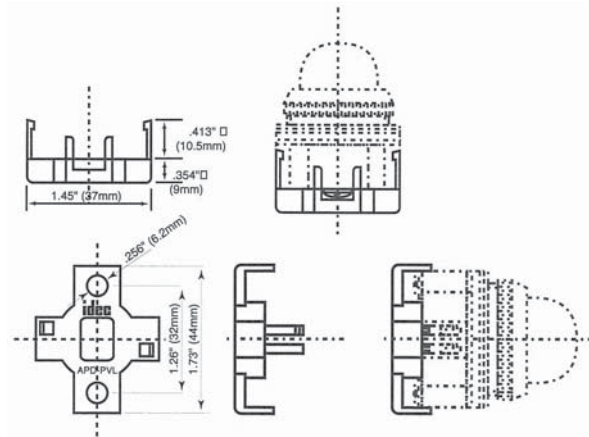 .413" □
(10.5mm)
.354"□
(9mm)
1.45" (37mm)
.256" (6.2mm)
idec
APD-PVL
1.26" (32mm)
1.73" (44mm)